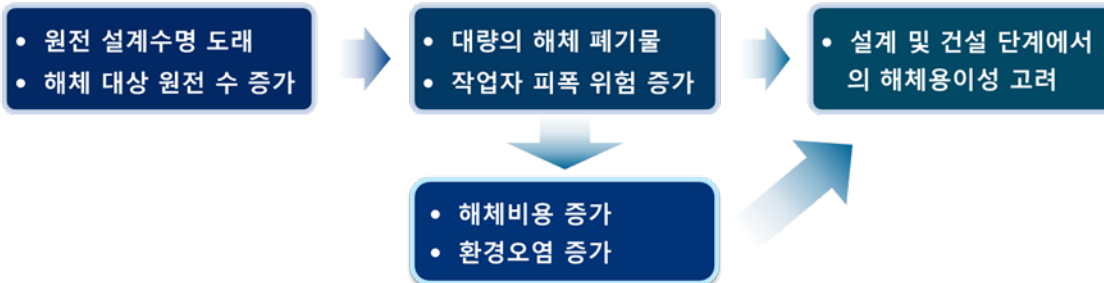 • 원전 설계수명 도래
• 해체 대상 원전 수 증가
• 대량의 해체 폐기물
• 작업자 피폭 위험 증가
• 설계 및 건설 단계에서
의 해체용이성 고려
• 해체비용 증가
• 환경오염 증가